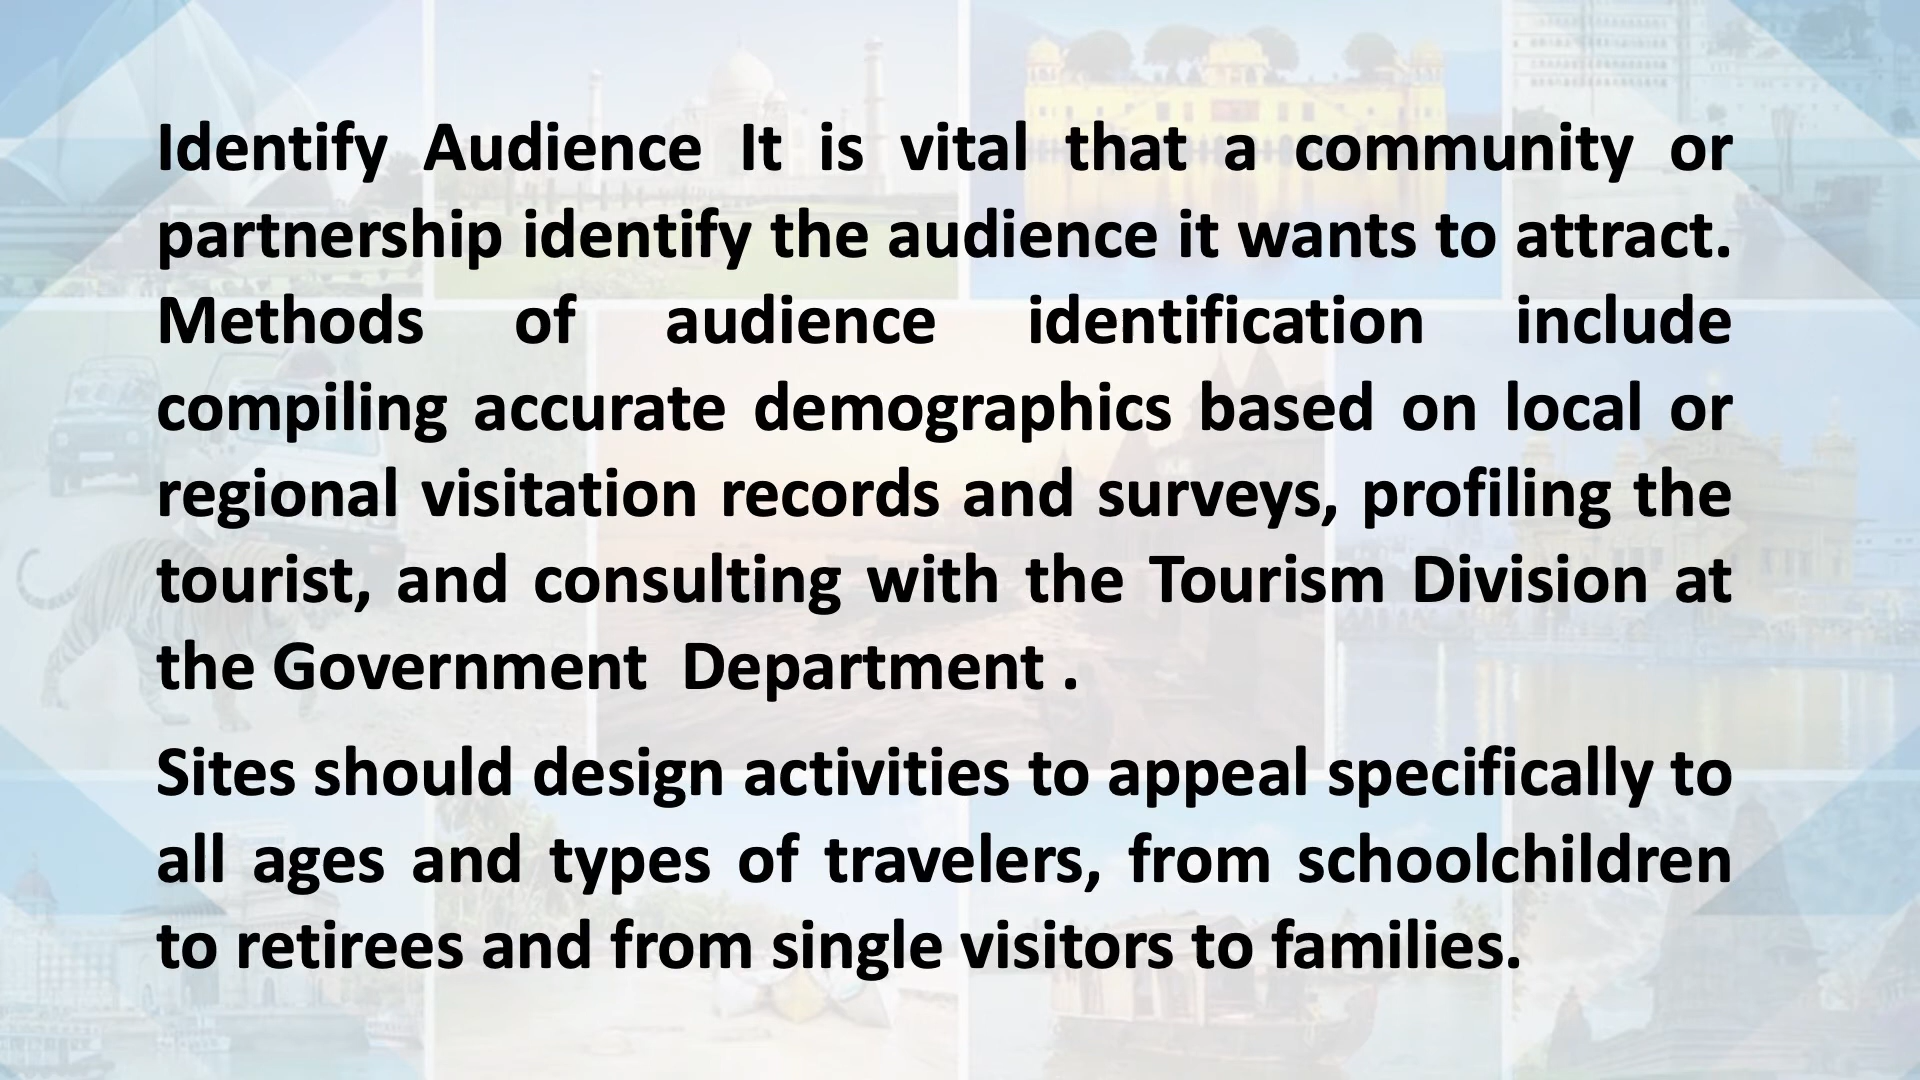 Identify Audience It is vital that a community or
partnership identify the audience it wants to attract.
Methods of audience identification include
compiling accurate demographics based on local or
regional visitation records and surveys, profiling the
tourist, and consulting with the Tourism Division at
the Government  Department .
Sites should design activities to appeal specifically to
all ages and types of travelers, from schoolchildren
to retirees and from single visitors to families.